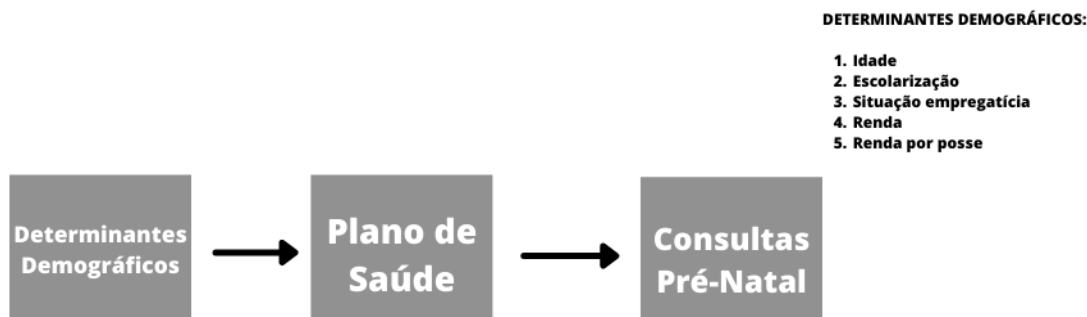 DETERMINANTES DEMOGRÁFICOS:
1. Idade
2. Escolarização
3. Situação empregatícia
4. Renda
5. Renda por posse
Determinantes
Demográficos
Plano de
Saúde
Consultas
Pré-Natal